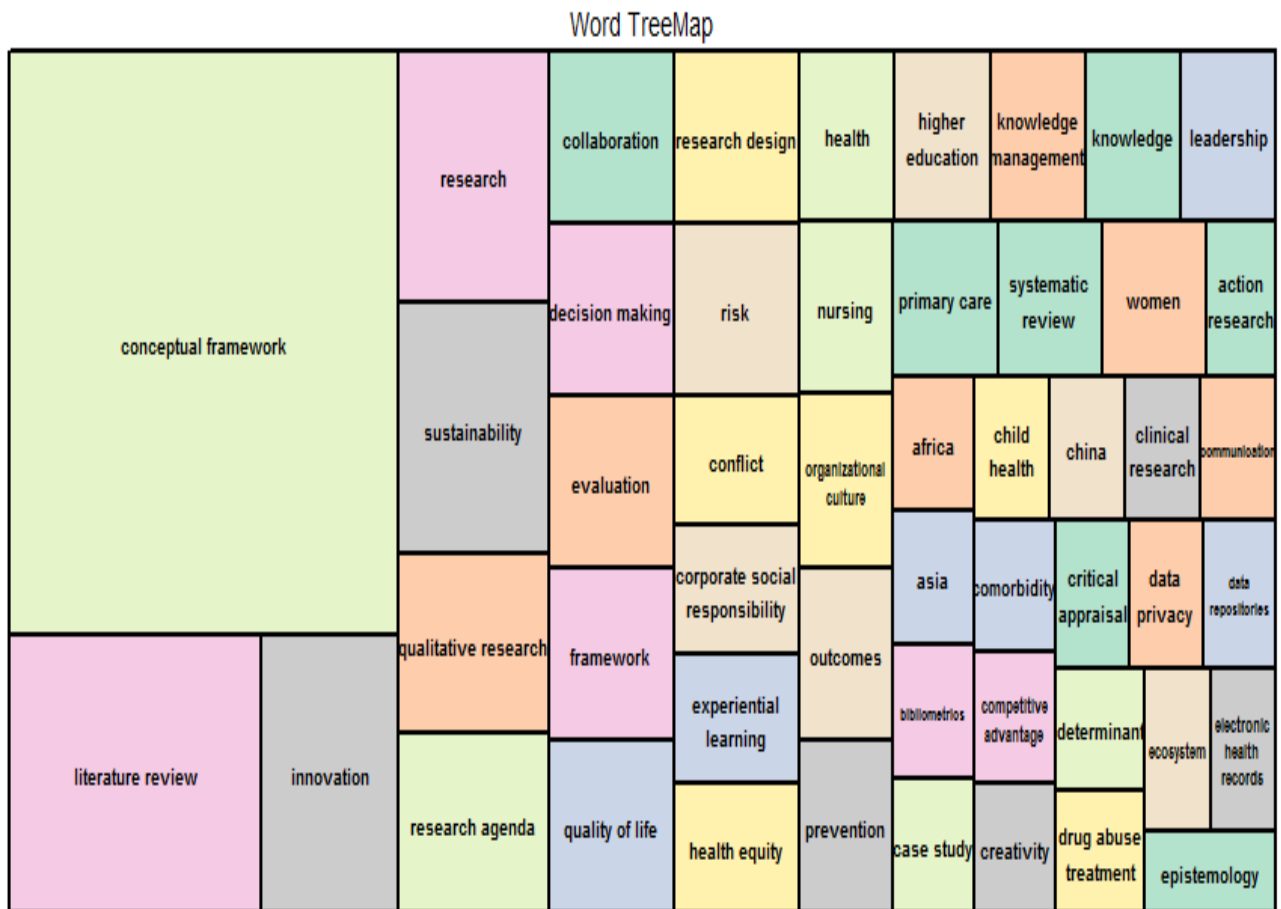 Word TreeMap
conceptual framework
literature review
innovation
research
sustainability
qualitative research
research agenda
collaboration
decision making
evaluation
framework
quality of life
research design
risk
conflict
corporate social
responsibility
experiential
learning
health equity
health
nursing
organizational
culture
outcomes
prevention
higher
education
knowledge
management
knowledge
leadership
primary care
systematic
review
women
action
research
africa
child
health
china
clinical
research
communication
asia
comorbidity
critical
appraisal
data
privacy
data
repositories
bibliometrics
competitive
advantage
determinant
ecosystem
electronic
health
records
case study
creativity
drug abuse
treatment
epistemology